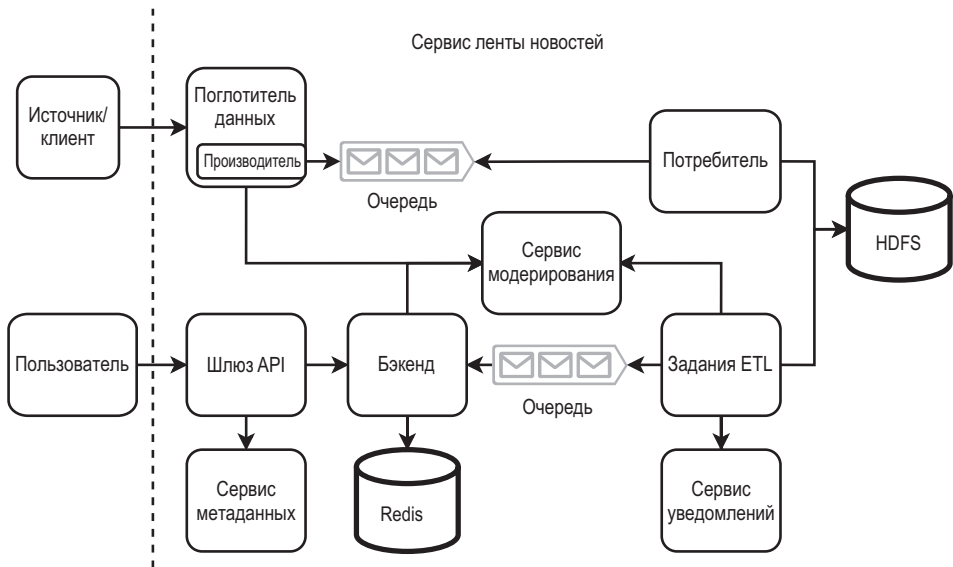 Сервис ленты новостей
Источник/
клиент
Поглотитель
данных
Производитель
Очередь
Потребитель
HDFS
Сервис
модерирования
Пользователь
Шлюз API
Бэкенд
Очередь
Задания ETL
Сервис
метаданных
Redis
Сервис
уведомлений